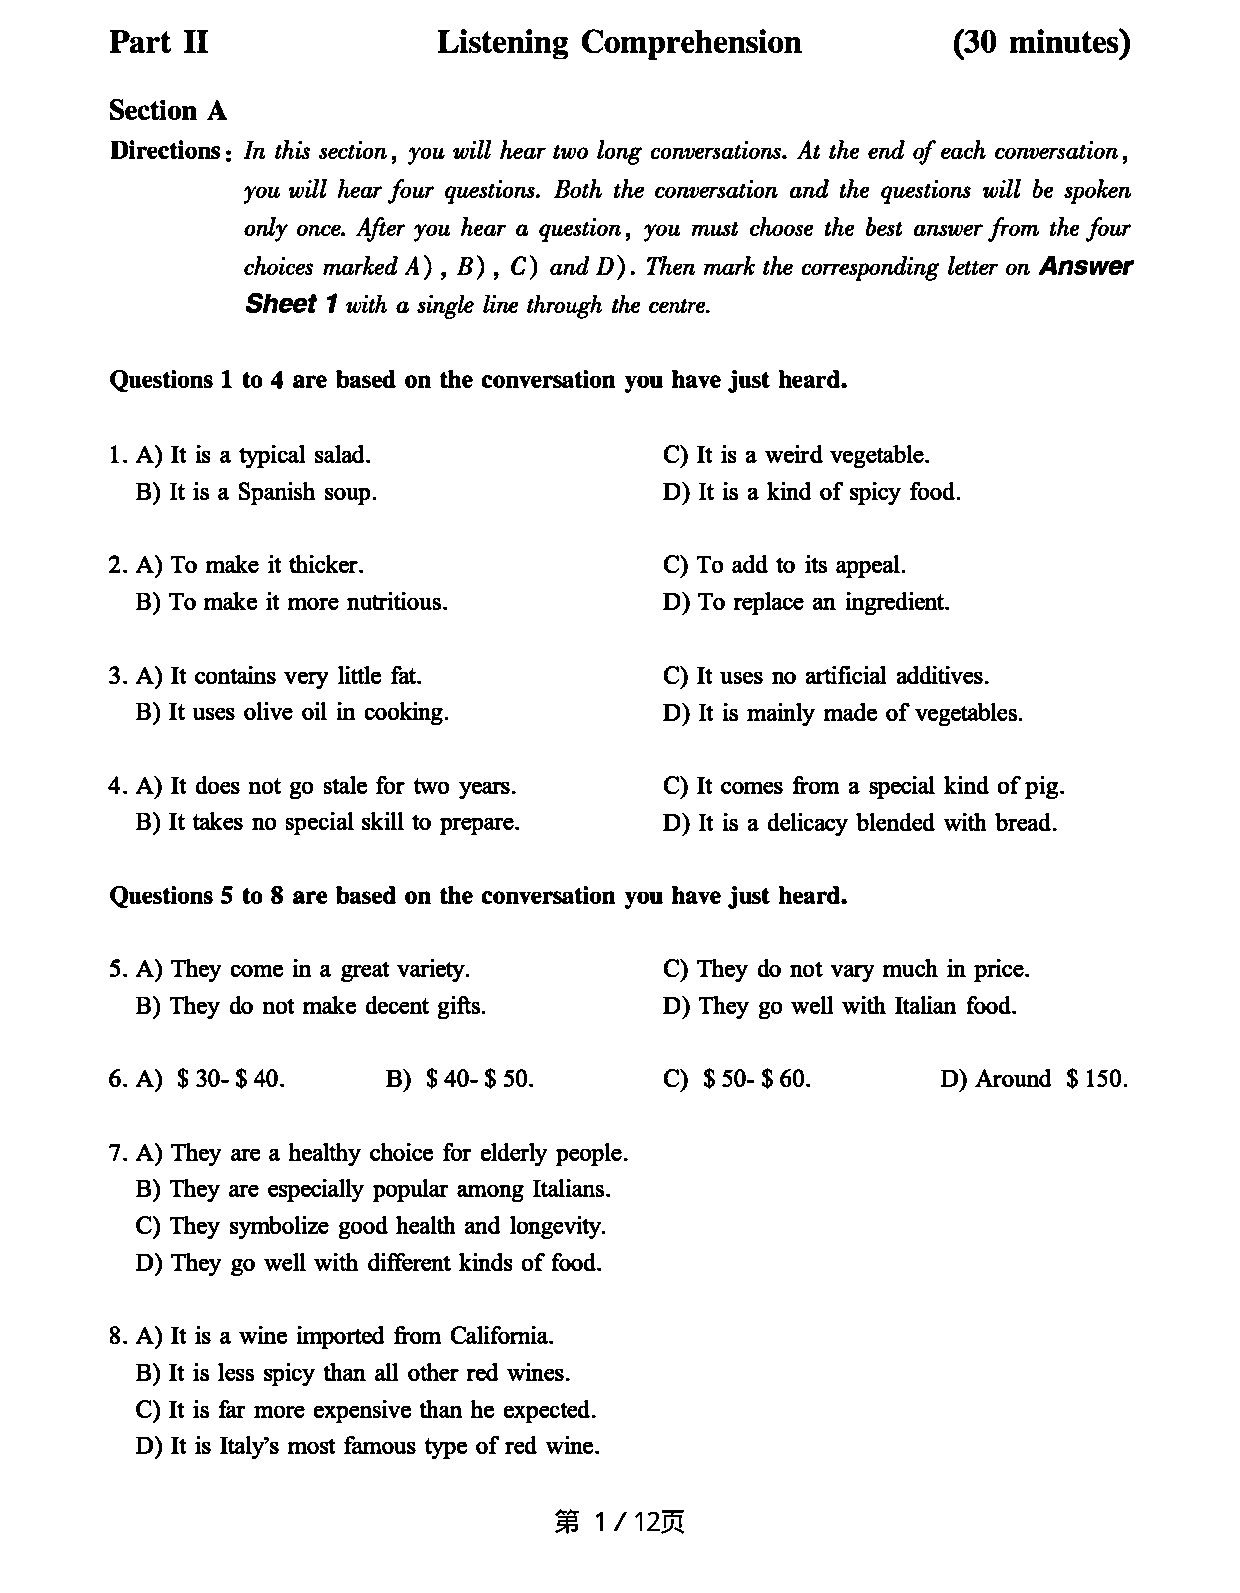 Part II Listening Comprehension (30 minutes)
Section A
Directions: In this section, you will hear two long conversations. At the end of each conversation,
you will hear four questions. Both the conversation and the questions will be spoken
only once. After you hear a question, you must choose the best answer from the four
choices marked A), B), C) and D). Then mark the corresponding letter on Answer
Sheet 1 with a single line through the centre.
Questions 1 to 4 are based on the conversation you have just heard.
1. A) It is a typical salad. C) It is a weird vegetable.
B) It is a Spanish soup. D) It is a kind of spicy food.
2. A) To make it thicker. C) To add to its appeal.
B) To make it more nutritious. D) To replace an ingredient.
3. A) It contains very little fat. C) It uses no artificial additives.
B) It uses olive oil in cooking. D) It is mainly made of vegetables.
4. A) It does not go stale for two years. C) It comes from a special kind of pig.
B) It takes no special skill to prepare. D) It is a delicacy blended with bread.
Questions 5 to 8 are based on the conversation you have just heard.
5. A) They come in a great variety. C) They do not vary much in price.
B) They do not make decent gifts. D) They go well with Italian food.
6. A) $ 30- $ 40. B) $ 40- $ 50. C) $ 50- $ 60. D) Around $ 150.
7. A) They are a healthy choice for elderly people.
B) They are especially popular among Italians.
C) They symbolize good health and longevity.
D) They go well with different kinds of food.
8. A) It is a wine imported from California.
B) It is less spicy than all other red wines.
C) It is far more expensive than he expected.
D) It is Italy's most famous type of red wine.
第 1 / 12页